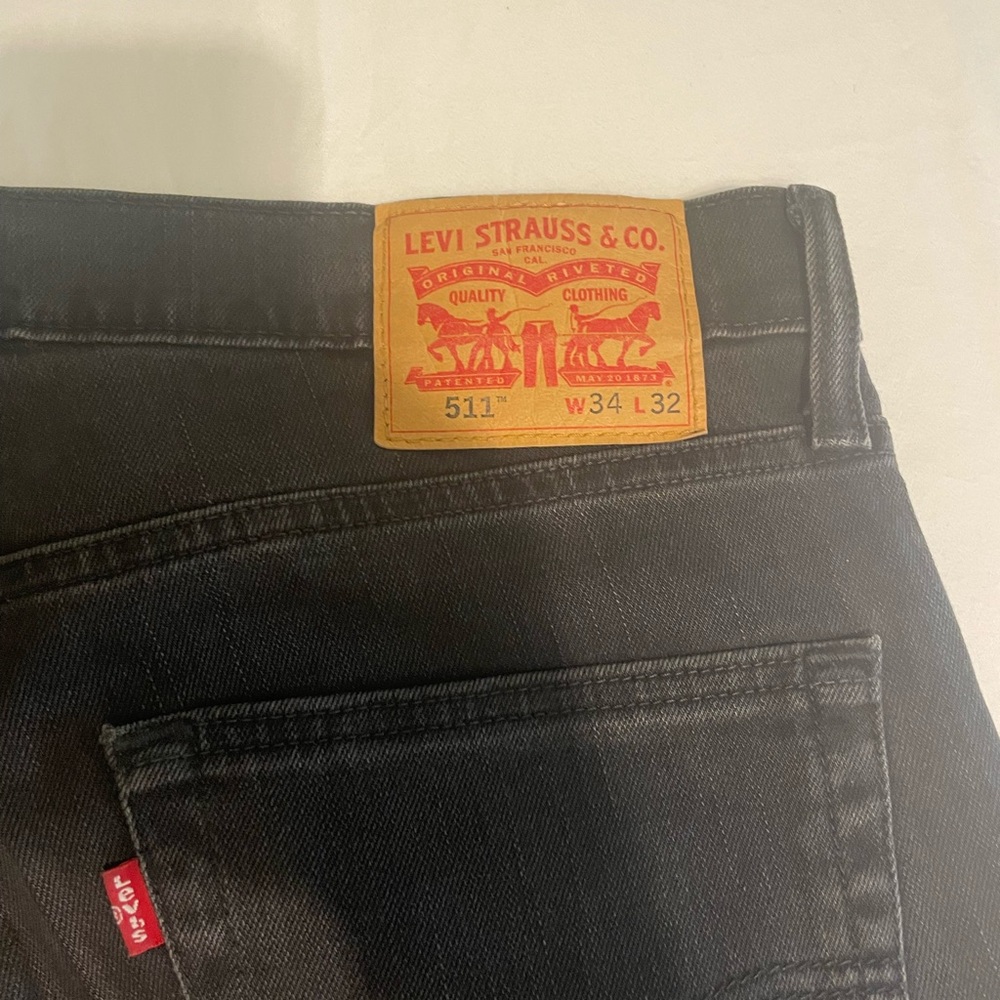 LEVI STRAUSS & CO.
SAN FRANCISCO
CAL.
ORIGINAL RIVETED
QUALITY CLOTHING
PATENTED MAY 20 1873 ®
511™ W34 L32
LEVI'S
®